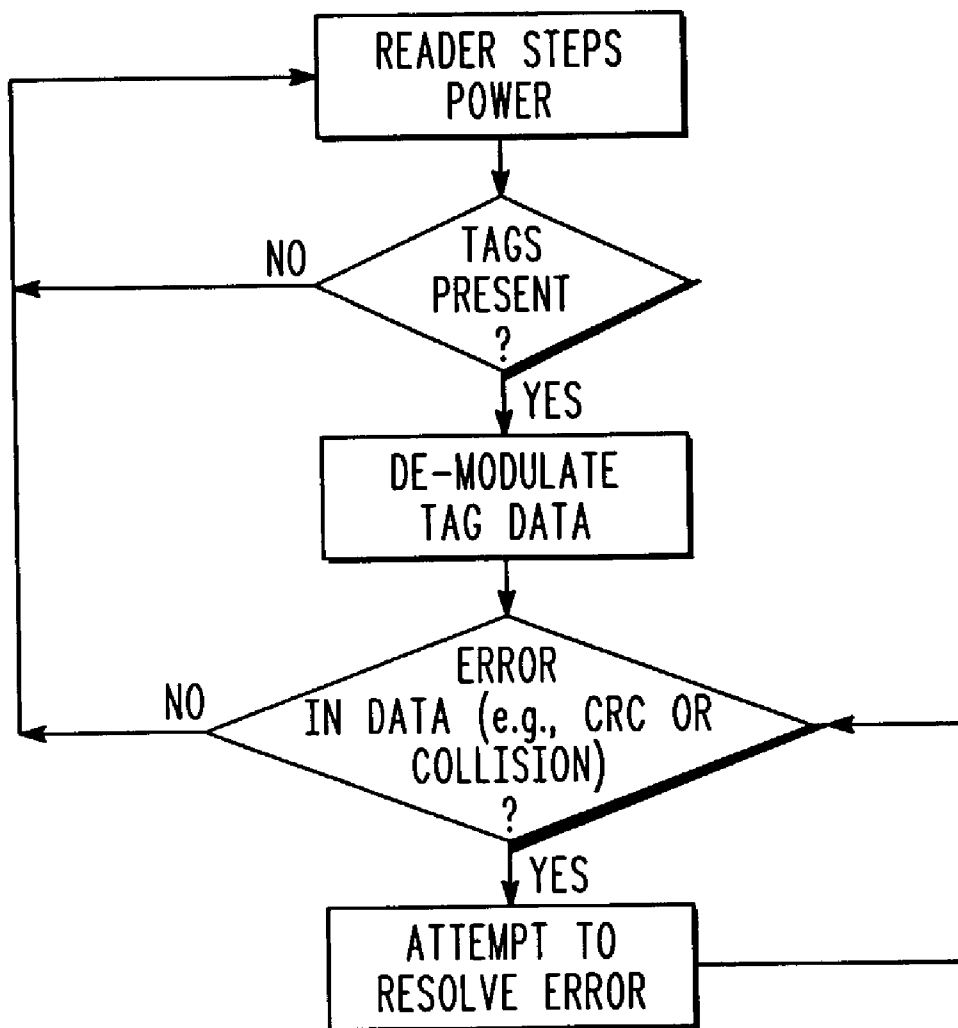 READER STEPS
POWER
TAGS
PRESENT
?
NO
YES
DE-MODULATE
TAG DATA
ERROR
IN DATA (e.g., CRC OR
COLLISION)
?
NO
YES
ATTEMPT TO
RESOLVE ERROR